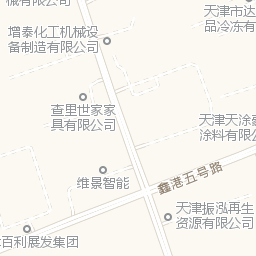 械有限公司
增泰化工机械设
备制造有限公司
天津市达
品冷冻有
查里世家家
具有限公司
天津天涂鑫
涂料有限公
维景智能
鑫港五号路
天津振泓再生
资源有限公司
百利展发集团